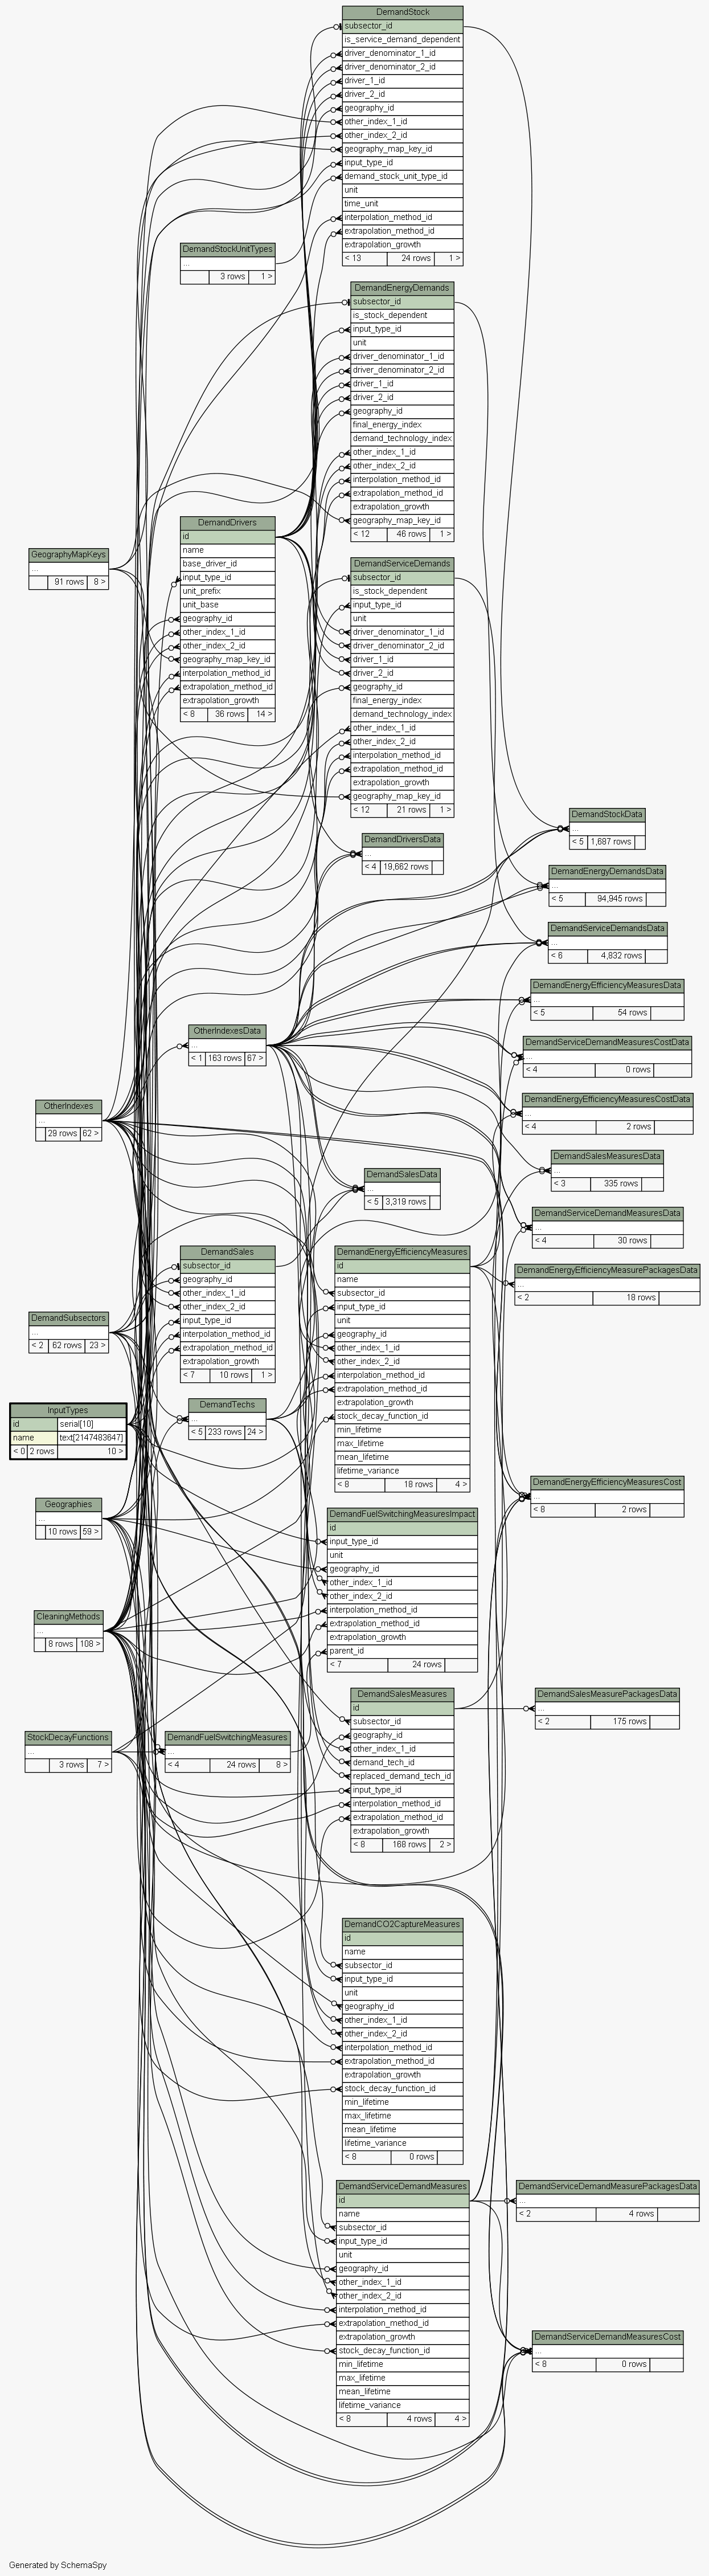 DemandStock
subsector_id
is_service_demand_dependent
driver_denominator_1_id
driver_denominator_2_id
driver_1_id
driver_2_id
geography_id
other_index_1_id
other_index_2_id
geography_map_key_id
input_type_id
demand_stock_unit_type_id
unit
time_unit
interpolation_method_id
extrapolation_method_id
extrapolation_growth
< 13 24 rows 1 >
DemandStockUnitTypes
...
3 rows 1 >
DemandEnergyDemands
subsector_id
is_stock_dependent
input_type_id
unit
driver_denominator_1_id
driver_denominator_2_id
driver_1_id
driver_2_id
geography_id
final_energy_index
demand_technology_index
other_index_1_id
other_index_2_id
interpolation_method_id
extrapolation_method_id
extrapolation_growth
geography_map_key_id
< 12 46 rows 1 >
DemandDrivers
id
name
base_driver_id
input_type_id
unit_prefix
unit_base
geography_id
other_index_1_id
other_index_2_id
geography_map_key_id
interpolation_method_id
extrapolation_method_id
extrapolation_growth
< 8 36 rows 14 >
GeographyMapKeys
...
91 rows 8 >
DemandServiceDemands
subsector_id
is_stock_dependent
input_type_id
unit
driver_denominator_1_id
driver_denominator_2_id
driver_1_id
driver_2_id
geography_id
final_energy_index
demand_technology_index
other_index_1_id
other_index_2_id
interpolation_method_id
extrapolation_method_id
extrapolation_growth
geography_map_key_id
< 12 21 rows 1 >
DemandStockData
...
< 5 1,687 rows
DemandDriversData
...
< 4 19,662 rows
DemandEnergyDemandsData
...
< 5 94,945 rows
DemandServiceDemandsData
...
< 6 4,832 rows
DemandEnergyEfficiencyMeasuresData
...
< 5 54 rows
OtherIndexesData
...
< 1 163 rows 67 >
DemandServiceDemandMeasuresCostData
...
< 4 0 rows
DemandEnergyEfficiencyMeasuresCostData
...
< 4 2 rows
OtherIndexes
...
29 rows 62 >
DemandSalesMeasuresData
...
< 3 335 rows
DemandSalesData
...
< 5 3,319 rows
DemandServiceDemandMeasuresData
...
< 4 30 rows
DemandSales
subsector_id
geography_id
other_index_1_id
other_index_2_id
input_type_id
interpolation_method_id
extrapolation_method_id
extrapolation_growth
< 7 10 rows 1 >
DemandEnergyEfficiencyMeasures
id
name
subsector_id
input_type_id
unit
geography_id
other_index_1_id
other_index_2_id
interpolation_method_id
extrapolation_method_id
extrapolation_growth
stock_decay_function_id
min_lifetime
max_lifetime
mean_lifetime
lifetime_variance
< 8 18 rows 4 >
DemandEnergyEfficiencyMeasurePackagesData
...
< 2 18 rows
DemandSubsectors
...
< 2 62 rows 23 >
DemandTechs
...
< 5 233 rows 24 >
InputTypes
id serial[10]
name text[2147483647]
< 0 2 rows 10 >
DemandEnergyEfficiencyMeasuresCost
...
< 8 2 rows
Geographies
...
10 rows 59 >
DemandFuelSwitchingMeasuresImpact
id
input_type_id
unit
geography_id
other_index_1_id
other_index_2_id
interpolation_method_id
extrapolation_method_id
extrapolation_growth
parent_id
< 7 24 rows
CleaningMethods
...
8 rows 108 >
DemandSalesMeasures
id
subsector_id
geography_id
other_index_1_id
demand_tech_id
replaced_demand_tech_id
input_type_id
interpolation_method_id
extrapolation_method_id
extrapolation_growth
< 8 168 rows 2 >
DemandSalesMeasurePackagesData
...
< 2 175 rows
StockDecayFunctions
...
3 rows 7 >
DemandFuelSwitchingMeasures
...
< 4 24 rows 8 >
DemandCO2CaptureMeasures
id
name
subsector_id
input_type_id
unit
geography_id
other_index_1_id
other_index_2_id
interpolation_method_id
extrapolation_method_id
extrapolation_growth
stock_decay_function_id
min_lifetime
max_lifetime
mean_lifetime
lifetime_variance
< 8 0 rows
DemandServiceDemandMeasures
id
name
subsector_id
input_type_id
unit
geography_id
other_index_1_id
other_index_2_id
interpolation_method_id
extrapolation_method_id
extrapolation_growth
stock_decay_function_id
min_lifetime
max_lifetime
mean_lifetime
lifetime_variance
< 8 4 rows 4 >
DemandServiceDemandMeasurePackagesData
...
< 2 4 rows
DemandServiceDemandMeasuresCost
...
< 8 0 rows
Generated by SchemaSpy